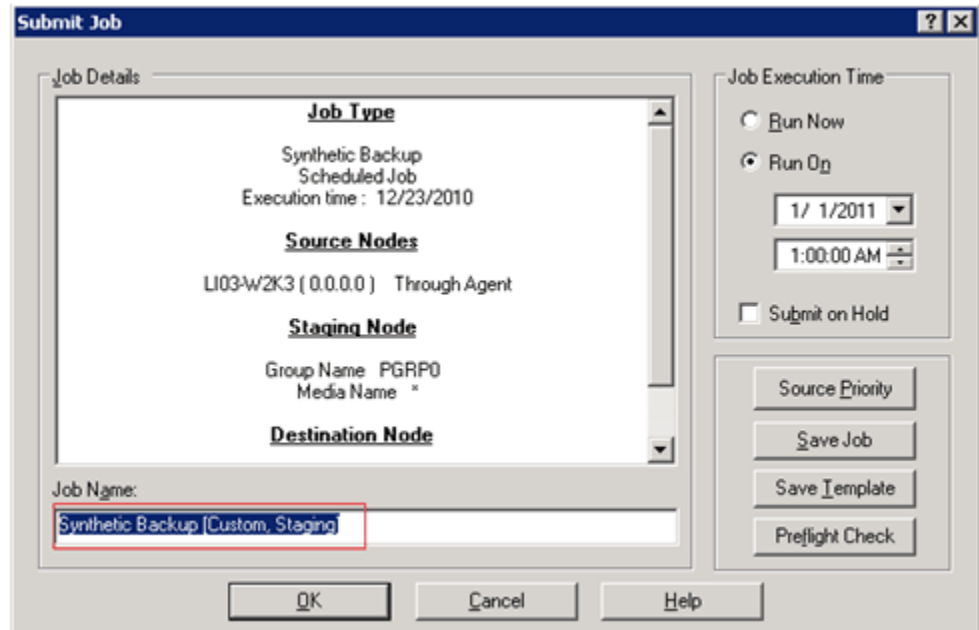 Submit Job
Job Details
Job Type
Synthetic Backup
Scheduled Job
Execution time : 12/23/2010
Source Nodes
LI03-W2K3 ( 0.0.0.0 ) Through Agent
Staging Node
Group Name PGRP0
Media Name *
Destination Node
Job Name:
Synthetic Backup [Custom, Staging]
Job Execution Time
Run Now
Run On
1/ 1/2011
1:00:00 AM
Submit on Hold
Source Priority
Save Job
Save Template
Preflight Check
OK
Cancel
Help